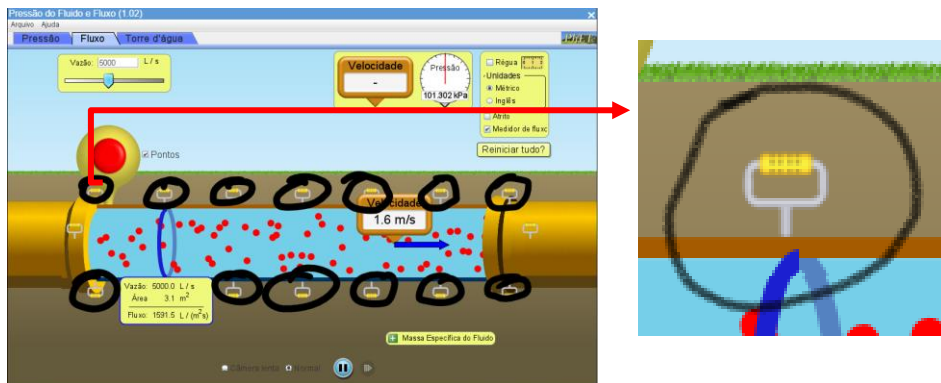 Pressão do Fluido e Fluxo (1.02)
Arquivo Ajuda
Pressão Fluxo Torre d'água
Vazão: 5000 L / s
Velocidade
-
Pressão
101.302 kPa
Régua
Unidades
Métrico
Inglês
Atrito
Medidor de fluxo
Reiniciar tudo?
Pontos
Velocidade
1.6 m/s
Vazão: 5000.0 L / s
Área 3.1 m²
Fluxo: 1591.5 L / (m²s)
Massa Específica do Fluido
Câmera lenta Normal